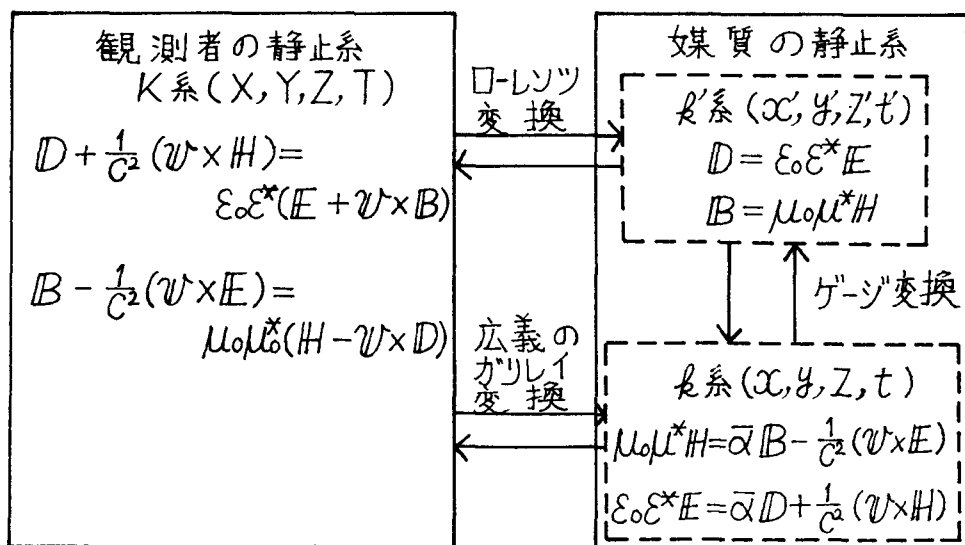 観測者の静止系
K系(X,Y,Z,T)
𝔻+1/C²(𝒱×ℍ)=
ε₀ε*(𝔼+𝒱×𝔹)
𝔹-1/C²(𝒱×𝔼)=
μ₀μ₀*(ℍ-𝒱×𝔻)
ローレンツ
変換
広義の
ガリレイ
変換
媒質の静止系
k′系(x′,y′,z′,t′)
𝔻=ε₀ε*𝔼
𝔹=μ₀μ*ℍ
ゲージ変換
k系(x,y,z,t)
μ₀μ*ℍ=ᾱ𝔹-1/C²(𝒱×𝔼)
ε₀ε*𝔼=ᾱ𝔻+1/C²(𝒱×ℍ)